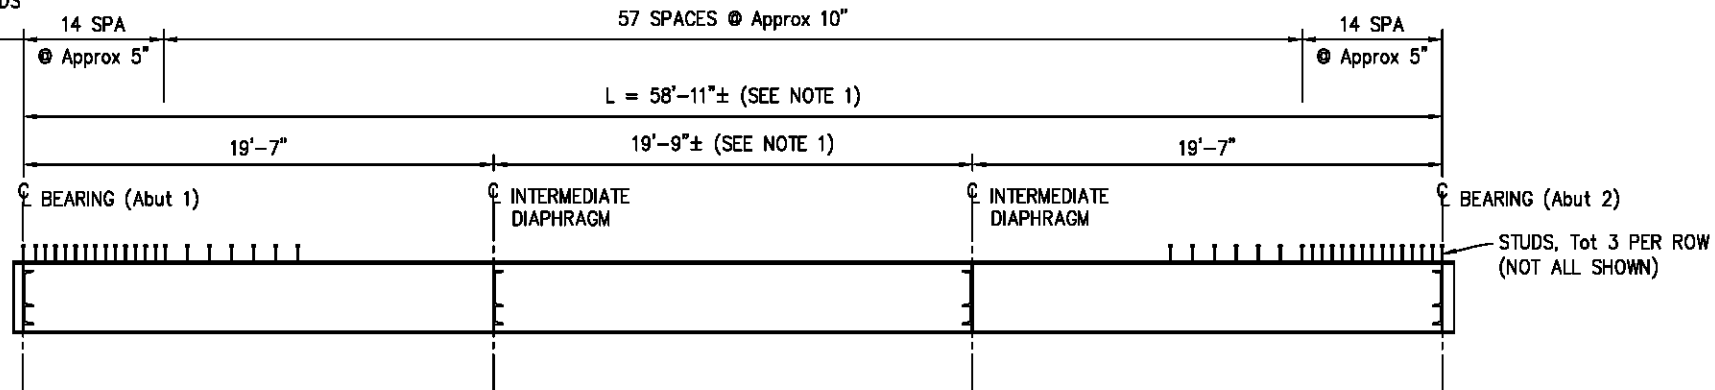 14 SPA
@ Approx 5"
57 SPACES @ Approx 10"
14 SPA
@ Approx 5"
L = 58'-11"± (SEE NOTE 1)
19'-7"
19'-9"± (SEE NOTE 1)
19'-7"
℄ BEARING (Abut 1)
℄ INTERMEDIATE
DIAPHRAGM
℄ INTERMEDIATE
DIAPHRAGM
℄ BEARING (Abut 2)
STUDS, Tot 3 PER ROW
(NOT ALL SHOWN)